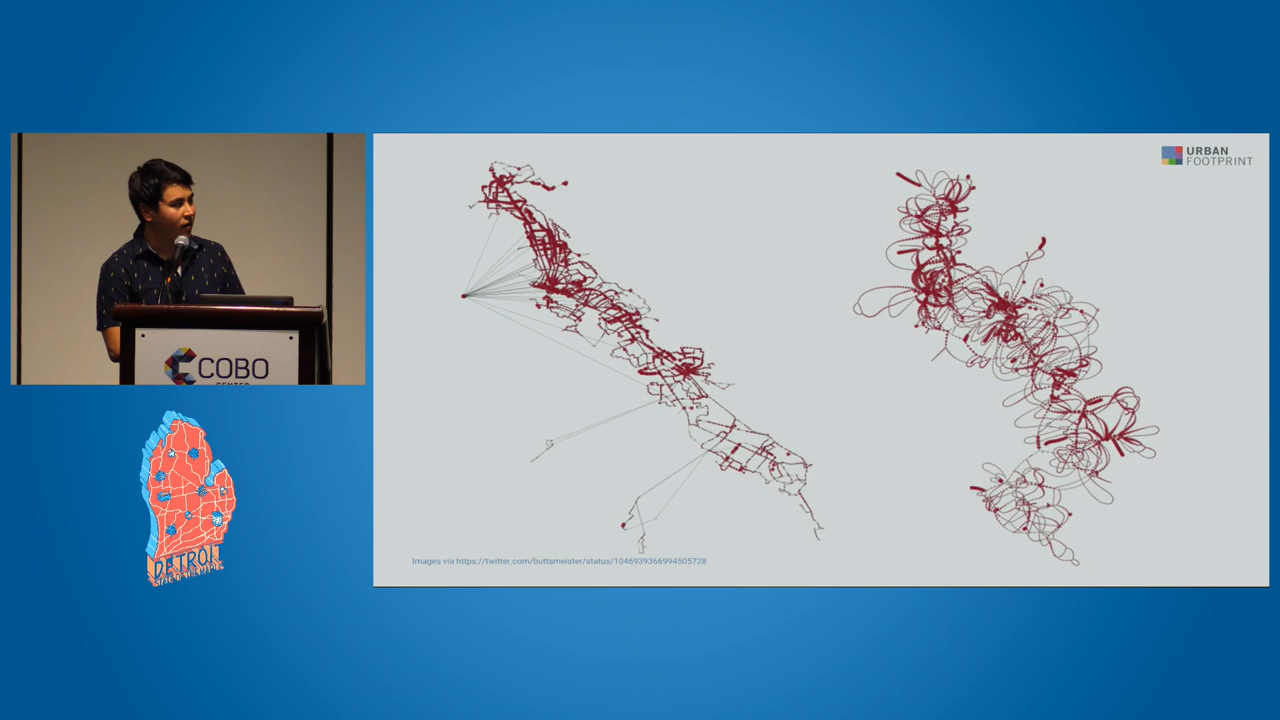 URBAN
FOOTPRINT
COBO
CENTER
DETROIT
Images via https://twitter.com/buttsmeister/status/1046939366994505728